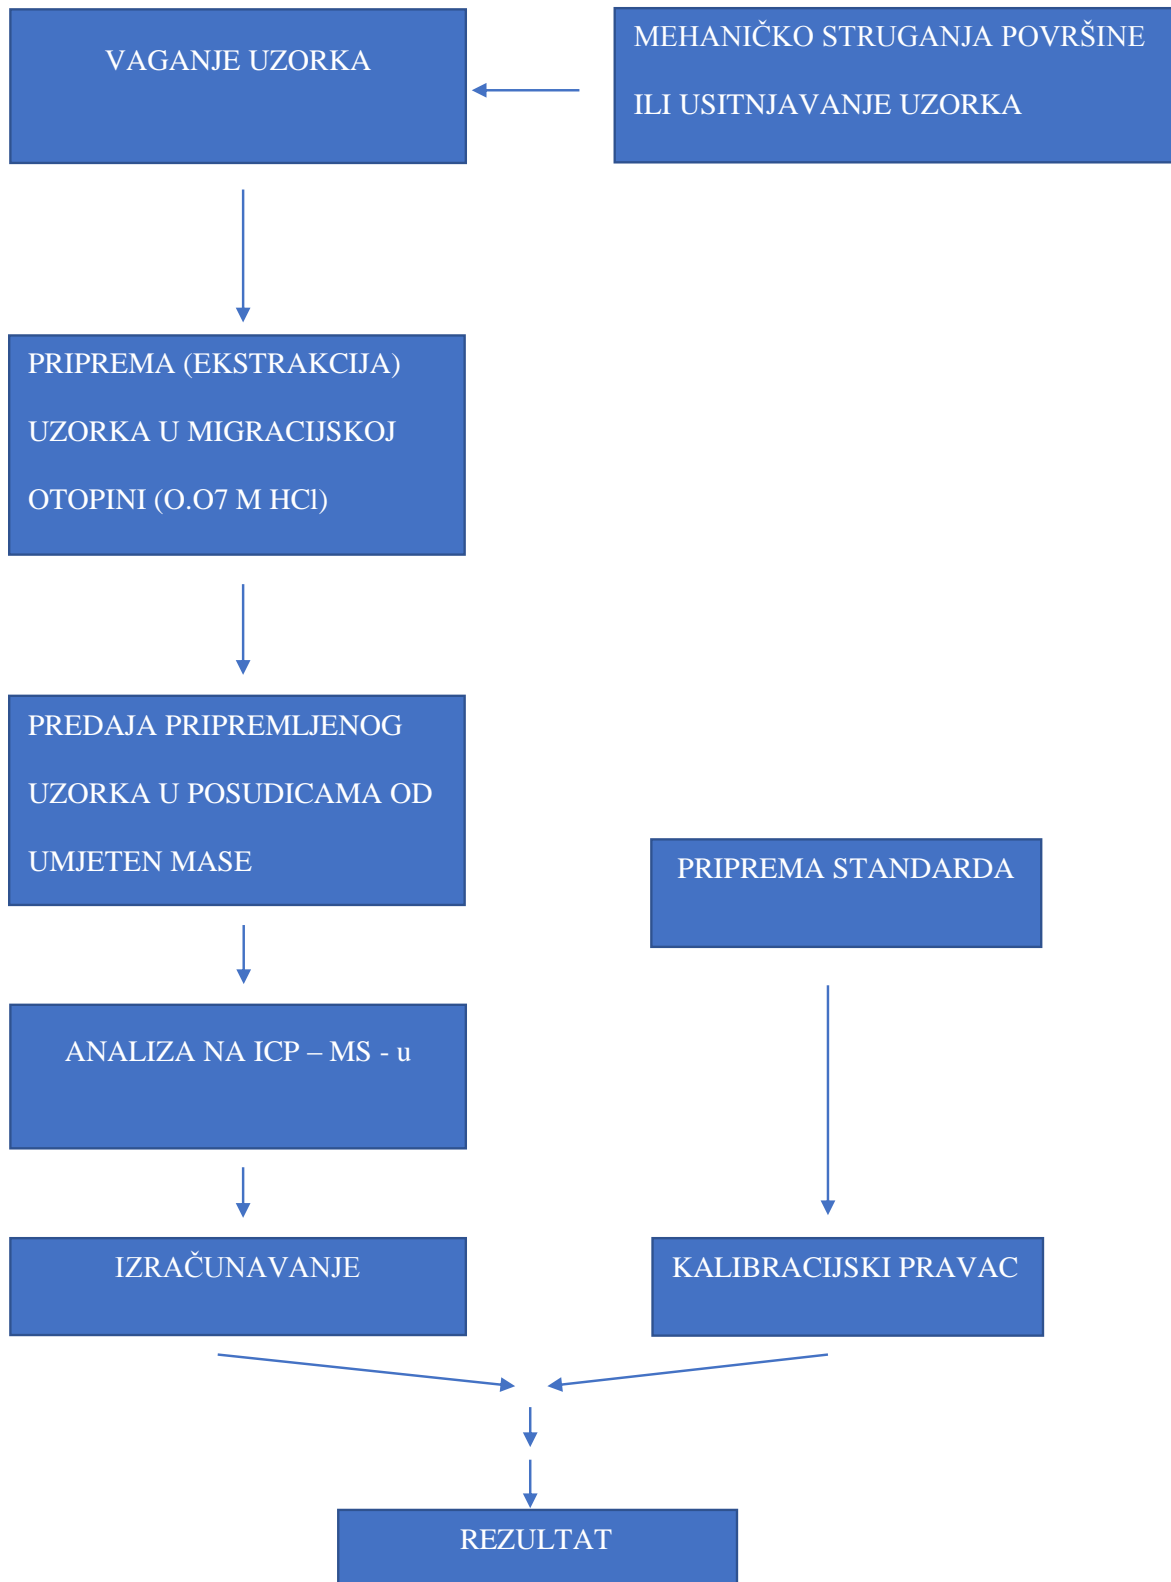 VAGANJE UZORKA
MEHANIČKO STRUGANJA POVRŠINE
ILI USITNJAVANJE UZORKA
PRIPREMA (EKSTRAKCIJA)
UZORKA U MIGRACIJSKOJ
OTOPINI (O.O7 M HCl)
PREDAJA PRIPREMLJENOG
UZORKA U POSUDICAMA OD
UMJETEN MASE
PRIPREMA STANDARDA
ANALIZA NA ICP – MS - u
IZRAČUNAVANJE
KALIBRACIJSKI PRAVAC
REZULTAT